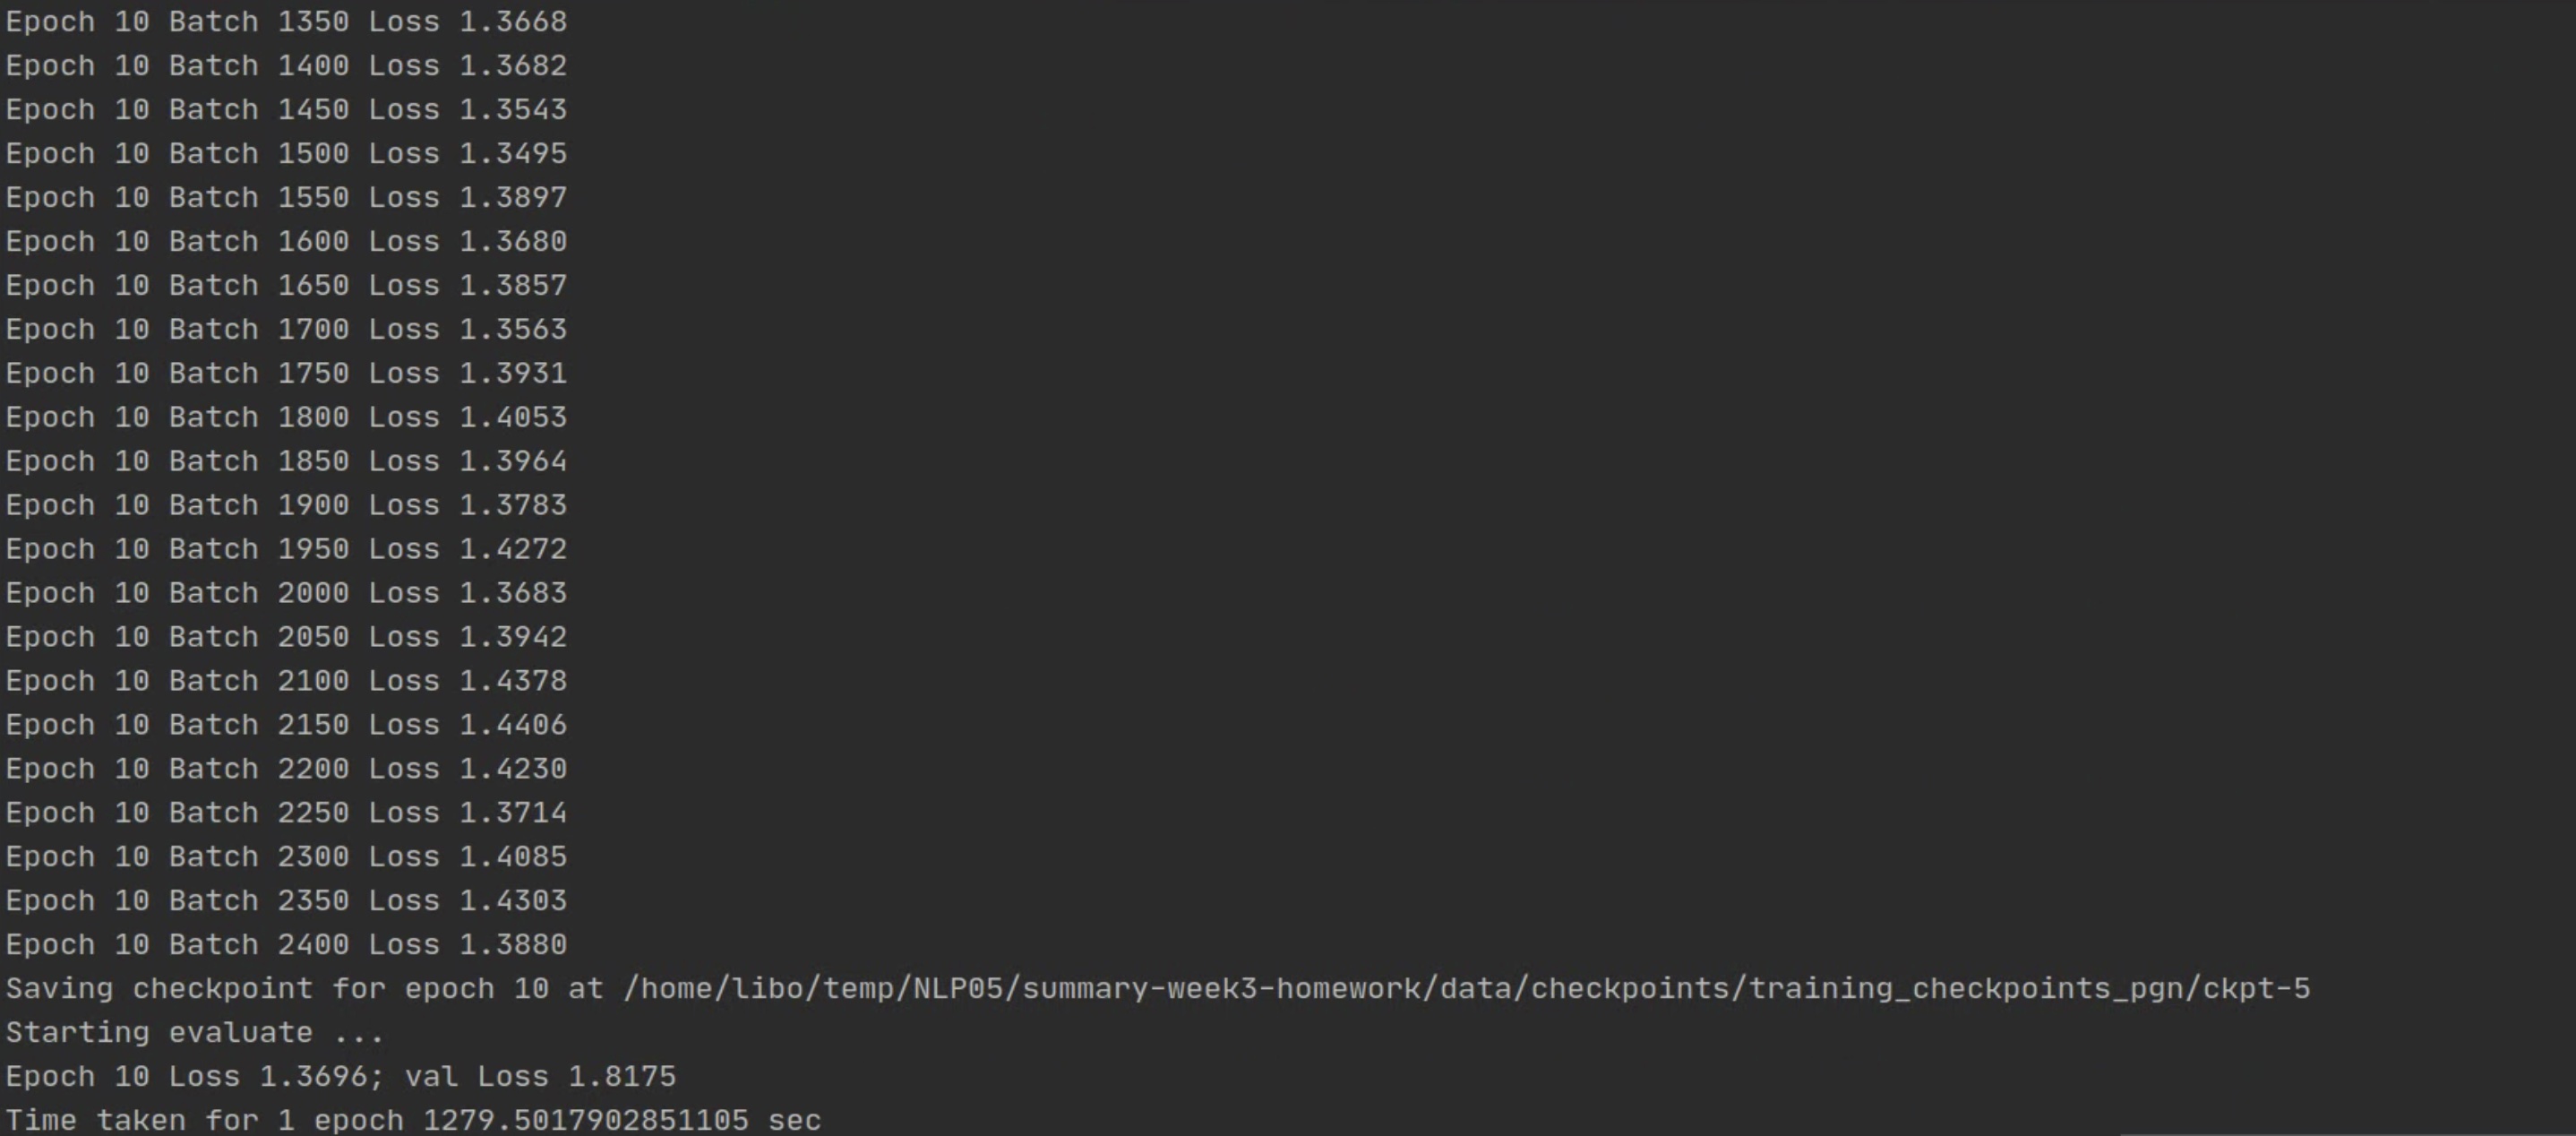 Epoch 10 Batch 1350 Loss 1.3668
Epoch 10 Batch 1400 Loss 1.3682
Epoch 10 Batch 1450 Loss 1.3543
Epoch 10 Batch 1500 Loss 1.3495
Epoch 10 Batch 1550 Loss 1.3897
Epoch 10 Batch 1600 Loss 1.3680
Epoch 10 Batch 1650 Loss 1.3857
Epoch 10 Batch 1700 Loss 1.3563
Epoch 10 Batch 1750 Loss 1.3931
Epoch 10 Batch 1800 Loss 1.4053
Epoch 10 Batch 1850 Loss 1.3964
Epoch 10 Batch 1900 Loss 1.3783
Epoch 10 Batch 1950 Loss 1.4272
Epoch 10 Batch 2000 Loss 1.3683
Epoch 10 Batch 2050 Loss 1.3942
Epoch 10 Batch 2100 Loss 1.4378
Epoch 10 Batch 2150 Loss 1.4406
Epoch 10 Batch 2200 Loss 1.4230
Epoch 10 Batch 2250 Loss 1.3714
Epoch 10 Batch 2300 Loss 1.4085
Epoch 10 Batch 2350 Loss 1.4303
Epoch 10 Batch 2400 Loss 1.3880
Saving checkpoint for epoch 10 at /home/libo/temp/NLP05/summary-week3-homework/data/checkpoints/training_checkpoints_pgn/ckpt-5
Starting evaluate ...
Epoch 10 Loss 1.3696; val Loss 1.8175
Time taken for 1 epoch 1279.5017902851105 sec